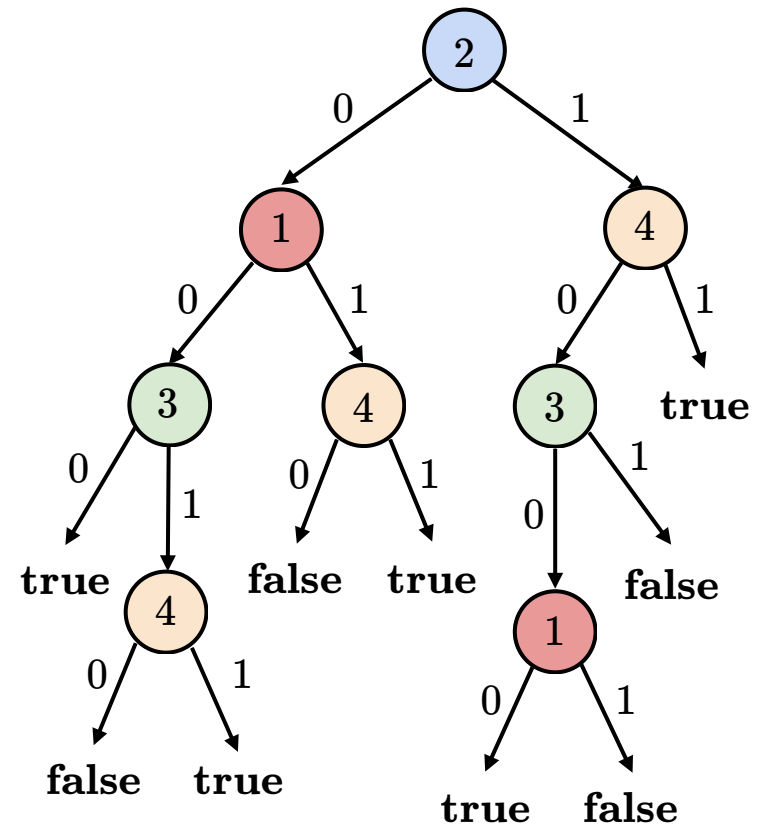 2
0 1
1 4
0 1 0 1
3 4 3 true
0 1 0 1 0 1
true 4 false true 1 false
0 1 0 1
false true true false